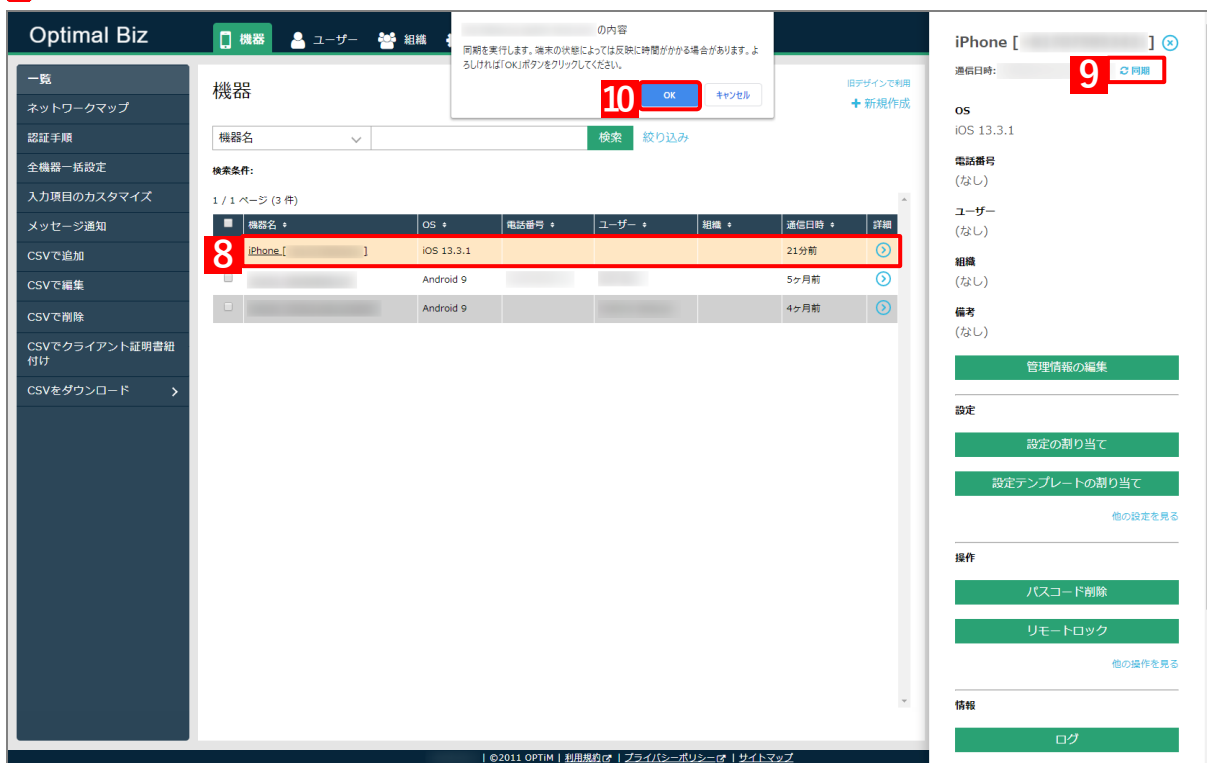 Optimal Biz
機器
ユーザー
組織
の内容
同期を実行します。端末の状態によっては反映に時間がかかる場合があります。よ
ろしければ「OK」ボタンをクリックしてください。
10
OK
キャンセル
一覧
ネットワークマップ
認証手順
全機器一括設定
入力項目のカスタマイズ
メッセージ通知
CSVで追加
CSVで編集
CSVで削除
CSVでクライアント証明書紐
付け
CSVをダウンロード
機器
旧デザインで利用
新規作成
機器名
検索
絞り込み
検索条件:
1 / 1 ページ (3 件)
機器名 OS 電話番号 ユーザー 組織 通信日時 詳細
8
iPhone [ ] iOS 13.3.1 21分前
Android 9 5ヶ月前
Android 9 4ヶ月前
iPhone [ ]
通信日時:
9
同期
OS
iOS 13.3.1
電話番号
(なし)
ユーザー
(なし)
組織
(なし)
備考
(なし)
管理情報の編集
設定
設定の割り当て
設定テンプレートの割り当て
他の設定を見る
操作
パスコード削除
リモートロック
他の操作を見る
情報
ログ
| ©2011 OPTiM | 利用規約 | プライバシーポリシー | サイトマップ